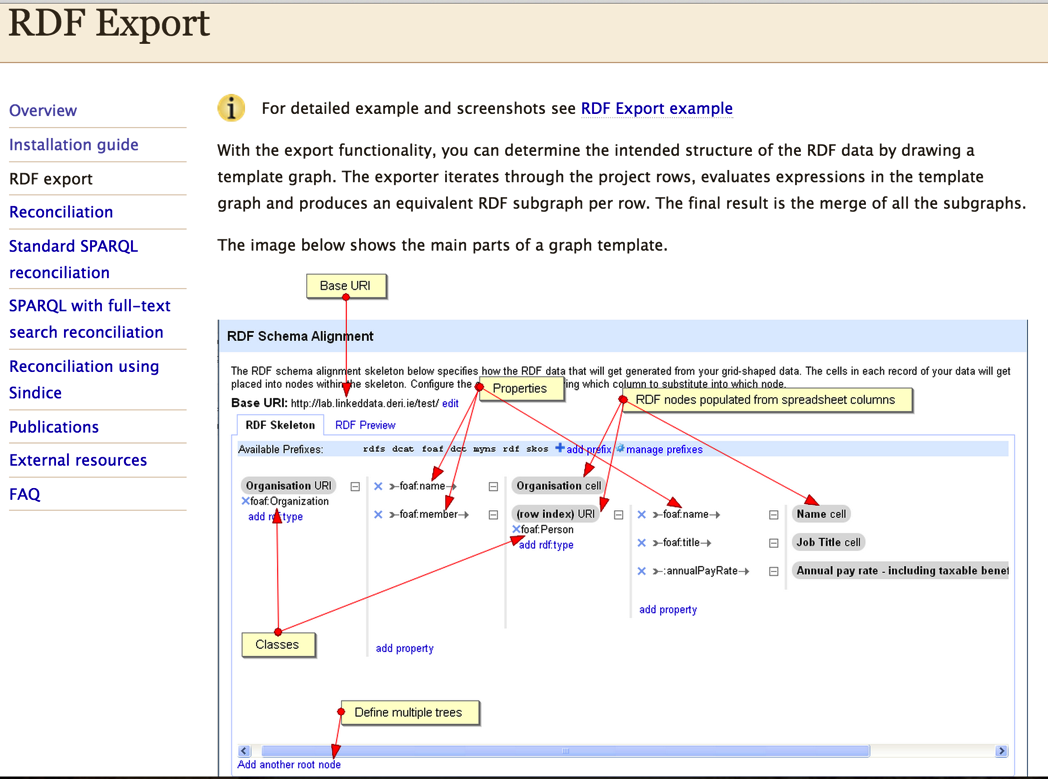 RDF Export
Overview
Installation guide
RDF export
Reconciliation
Standard SPARQL
reconciliation
SPARQL with full-text
search reconciliation
Reconciliation using
Sindice
Publications
External resources
FAQ
For detailed example and screenshots see RDF Export example
With the export functionality, you can determine the intended structure of the RDF data by drawing a
template graph. The exporter iterates through the project rows, evaluates expressions in the template
graph and produces an equivalent RDF subgraph per row. The final result is the merge of all the subgraphs.
The image below shows the main parts of a graph template.
Base URI
RDF Schema Alignment
The RDF schema alignment skeleton below specifies how the RDF data that will get generated from your grid-shaped data. The cells in each record of your data will get
placed into nodes within the skeleton. Configure the ing which column to substitute into which node.
Properties
RDF nodes populated from spreadsheet columns
Base URI: http://lab.linkeddata.deri.ie/test/ edit
RDF Skeleton RDF Preview
Available Prefixes: rdfs dcat foaf dct myns rdf skos add prefix manage prefixes
Organisation URI
foaf:Organization
add rdf:type
foaf:name
foaf:member
add property
Organisation cell
(row index) URI
foaf:Person
add rdf:type
foaf:name
foaf:title
:annualPayRate
add property
Name cell
Job Title cell
Annual pay rate - including taxable benef
Classes
Define multiple trees
Add another root node